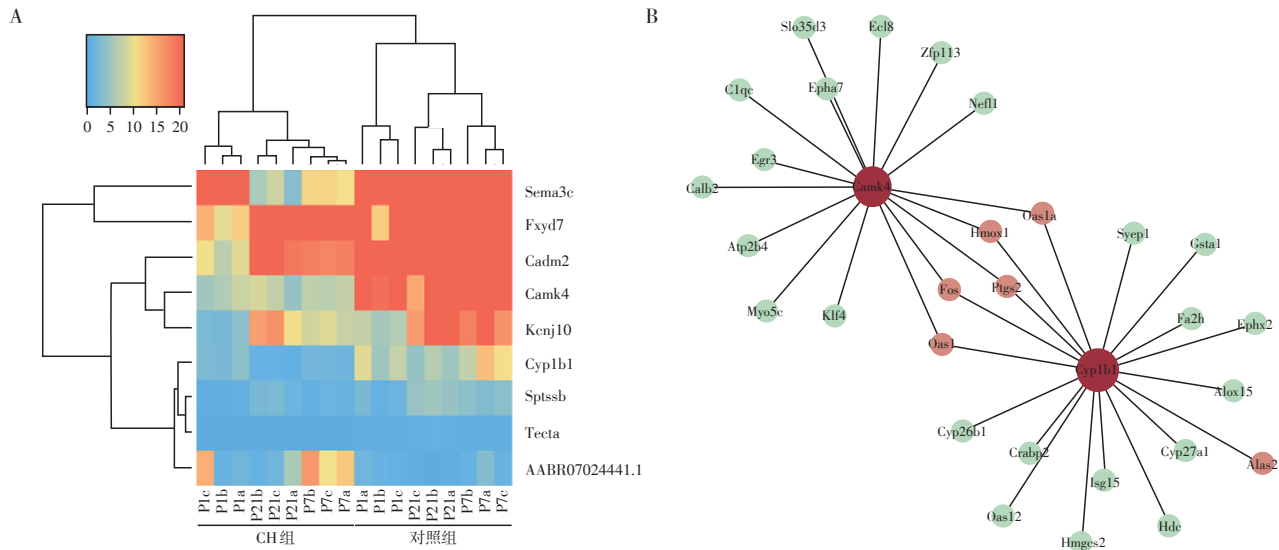 A
0 5 10 15 20
Sema3c
Fxyd7
Cadm2
Camk4
Kcnj10
Cyp1b1
Sptssb
Tecta
AABR07024441.1
P1c P1b P1a P21b P21c P21a P7b P7c P7a P1a P1b P1c P21c P21b P21a P7b P7a P7c
CH组 对照组
B
Slo35d3
Ecl8
Zfp113
C1qc
Epha7
Nefl1
Egr3
Calb2
Camk4
Oas1a
Hmox1
Atp2b4
Syep1
Gsta1
Fos
Ptgs2
Myo5c
Klf4
Fa2h
Ephx2
Oas1
Cyp1b1
Alox15
Cyp26b1
Crabp2
Cyp27a1
Alas2
Isg15
Oas12
Hmgcs2
Hdc